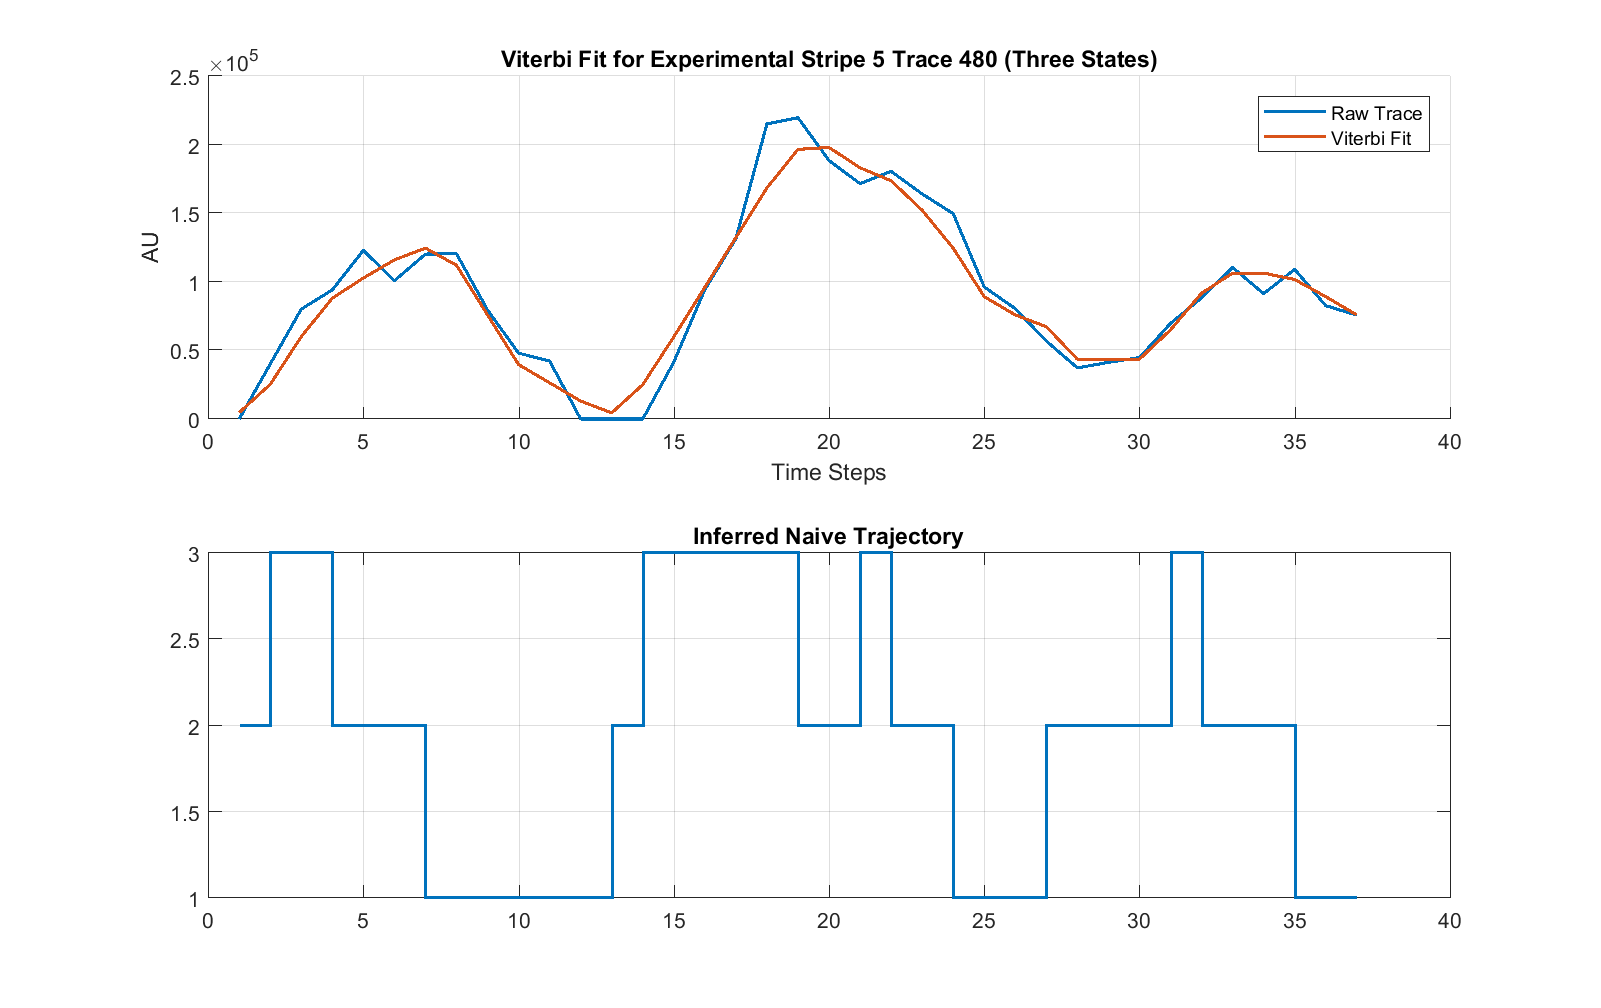 Viterbi Fit for Experimental Stripe 5 Trace 480 (Three States)
×10⁵
2.5
2
1.5
1
0.5
0
AU
Raw Trace
Viterbi Fit
0 5 10 15 20 25 30 35 40
Time Steps
Inferred Naive Trajectory
3
2.5
2
1.5
1
0 5 10 15 20 25 30 35 40